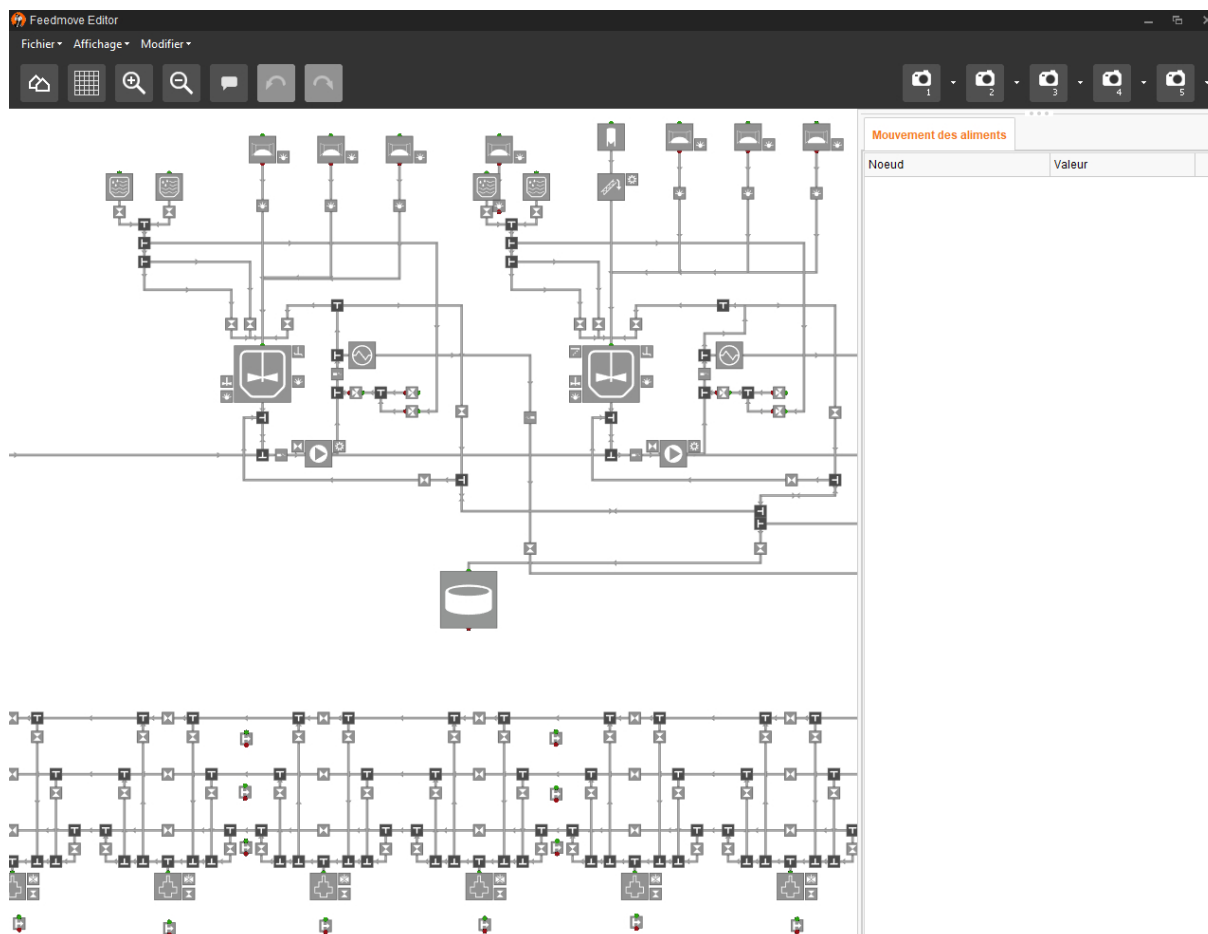 Feedmove Editor
Fichier Affichage Modifier
1 2 3 4 5
Mouvement des aliments
Noeud Valeur